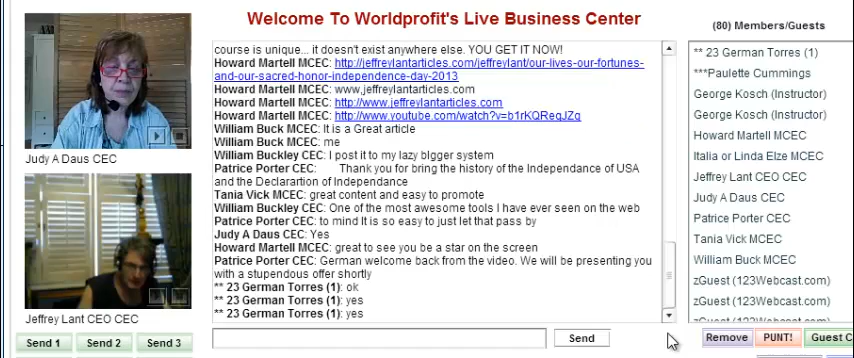 Welcome To Worldprofit's Live Business Center
(80) Members/Guests
Judy A Daus CEC
Jeffrey Lant CEO CEC
Send 1 Send 2 Send 3
course is unique... it doesn't exist anywhere else. YOU GET IT NOW!
Howard Martell MCEC: http://jeffreylantarticles.com/jeffreylant/our-lives-our-fortunes-
and-our-sacred-honor-independence-day-2013
Howard Martell MCEC: www.jeffreylantarticles.com
Howard Martell MCEC: http://www.jeffreylantarticles.com
Howard Martell MCEC: http://www.youtube.com/watch?v=b1rKQReqJZg
William Buck MCEC: It is a Great article
William Buck MCEC: me
William Buckley CEC: I post it to my lazy blgger system
Patrice Porter CEC: Thank you for bring the history of the Independance of USA
and the Declartion of Independance
Tania Vick MCEC: great content and easy to promote
William Buckley CEC: One of the most awesome tools I have ever seen on the web
Patrice Porter CEC: to mind It is so easy to just let that pass by
Judy A Daus CEC: Yes
Howard Martell MCEC: great to see you be a star on the screen
Patrice Porter CEC: German welcome back from the video. We will be presenting you
with a stupendous offer shortly
** 23 German Torres (1): ok
** 23 German Torres (1): yes
** 23 German Torres (1): yes
Send
** 23 German Torres (1)
***Paulette Cummings
George Kosch (Instructor)
George Kosch (Instructor)
Howard Martell MCEC
Italia or Linda Elze MCEC
Jeffrey Lant CEO CEC
Judy A Daus CEC
Patrice Porter CEC
Tania Vick MCEC
William Buck MCEC
zGuest (123Webcast.com)
zGuest (123Webcast.com)
zGuest (123Webcast.com)
Remove PUNT! Guest C